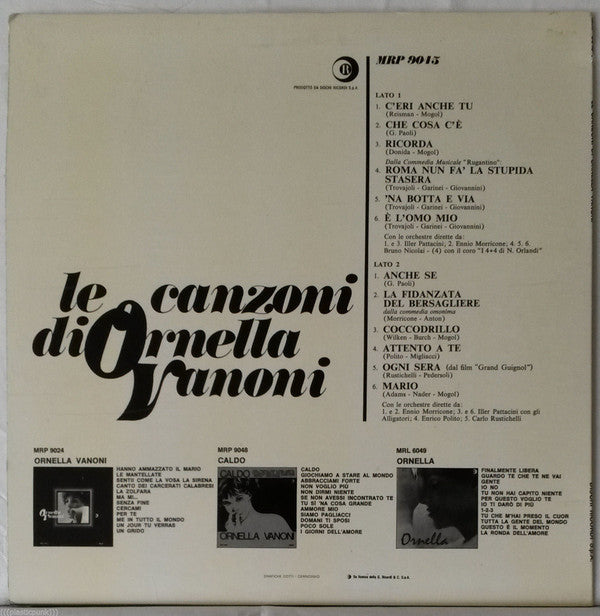 R
PRODOTTO DA DISCHI RICORDI S.p.A.
MRP 9045
LATO 1
1. C'ERI ANCHE TU
(Reisman - Mogol)
2. CHE COSA C'È
(G. Paoli)
3. RICORDA
(Donida - Mogol)
Dalla Commedia Musicale "Rugantino":
4. ROMA NUN FA' LA STUPIDA
STASERA
(Trovajoli - Garinei - Giovannini)
5. 'NA BOTTA E VIA
(Trovajoli - Garinei - Giovannini)
6. È L'OMO MIO
(Trovajoli - Garinei - Giovannini)
Con le orchestre dirette da:
1. e 3. Iller Pattacini; 2. Ennio Morricone; 4. 5. 6.
Bruno Nicolai - (4) con il coro "I 4+4 di N. Orlandi"
LATO 2
1. ANCHE SE
(G. Paoli)
2. LA FIDANZATA
DEL BERSAGLIERE
dalla commedia omonima
(Morricone - Anton)
3. COCCODRILLO
(Wilken - Burch - Mogol)
4. ATTENTO A TE
(Polito - Migliacci)
5. OGNI SERA (dal film "Grand Guignol")
(Rustichelli - Pedersoli)
6. MARIO
(Adams - Nader - Mogol)
Con le orchestre dirette da:
1. e 2. Ennio Morricone; 3. e 6. Iller Pattacini con gli
Alligatori; 4. Enrico Polito; 5. Carlo Rustichelli
le canzoni
di Ornella
Vanoni
MRP 9024
ORNELLA VANONI
HANNO AMMAZZATO IL MARIO
LE MANTELLATE
SENTII COME LA VOSA LA SIRENA
CANTO DEI CARCERATI CALABRESI
LA ZOLFARA
MA MI...
SENZA FINE
CERCAMI
PER TE
ME IN TUTTO IL MONDO
UN JOUR TU VERRAS
UN GRIDO
MRP 9048
CALDO
CALDO
ORNELLA VANONI
CALDO
GIOCHIAMO A STARE AL MONDO
ABBRACCIAMI FORTE
NON VOGLIO PIÙ
NON DIRMI NIENTE
SE NON AVESSI INCONTRATO TE
TU SI 'NA COSA GRANDE
AMMORE MIO
SIAMO PAGLIACCI
DOMANI TI SPOSI
POCO SOLE
I GIORNI DELL'AMORE
MRL 6049
ORNELLA
Ornella
FINALMENTE LIBERA
QUANDO TE CHE TE NE VAI
GENTE
IO NO
TU NON HAI CAPITO NIENTE
PER QUESTO VOGLIO TE
IO TI DARÒ DI PIÙ
1-2-3
TU CHE M'HAI PRESO IL CUOR
TUTTA LA GENTE DEL MONDO
QUESTO È IL MOMENTO
LA RONDA DELL'AMORE
(((plasticpunk)))